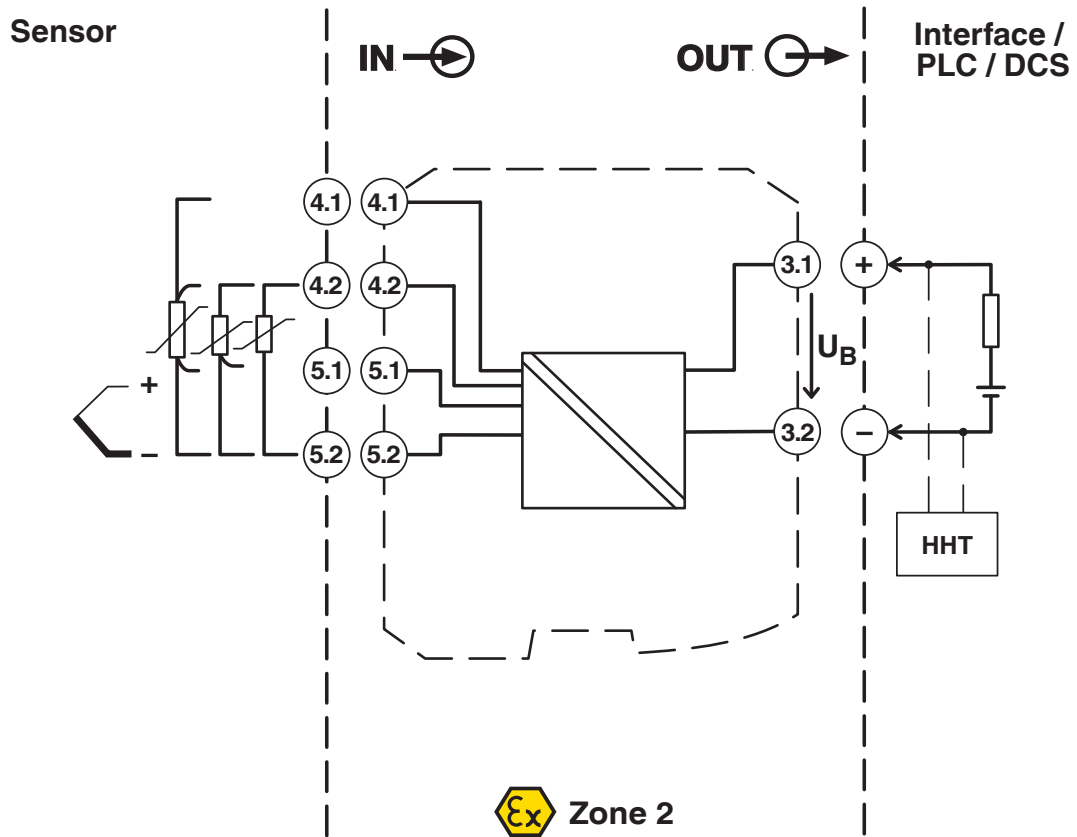 Sensor
IN
OUT
Interface /
PLC / DCS
4.1
4.1
3.1
+
4.2
4.2
UB
5.1
5.1
+
3.2
−
5.2
5.2
−
HHT
Ex Zone 2